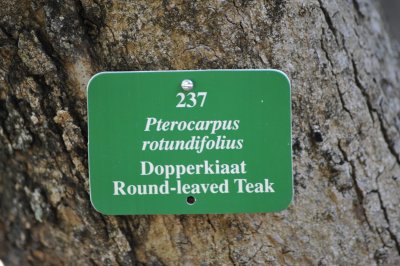 237
Pterocarpus
rotundifolius
Dopperkiaat
Round-leaved Teak